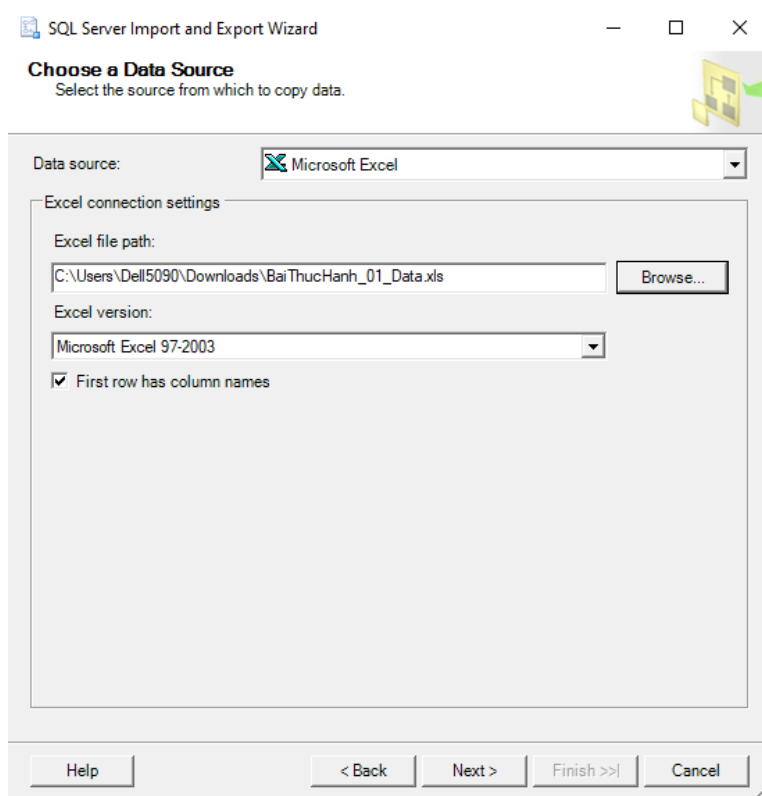 SQL Server Import and Export Wizard
Choose a Data Source
Select the source from which to copy data.
Data source:
Microsoft Excel
Excel connection settings
Excel file path:
C:\Users\Dell5090\Downloads\BaiThucHanh_01_Data.xls
Browse...
Excel version:
Microsoft Excel 97-2003
First row has column names
Help
< Back
Next >
Finish >>|
Cancel